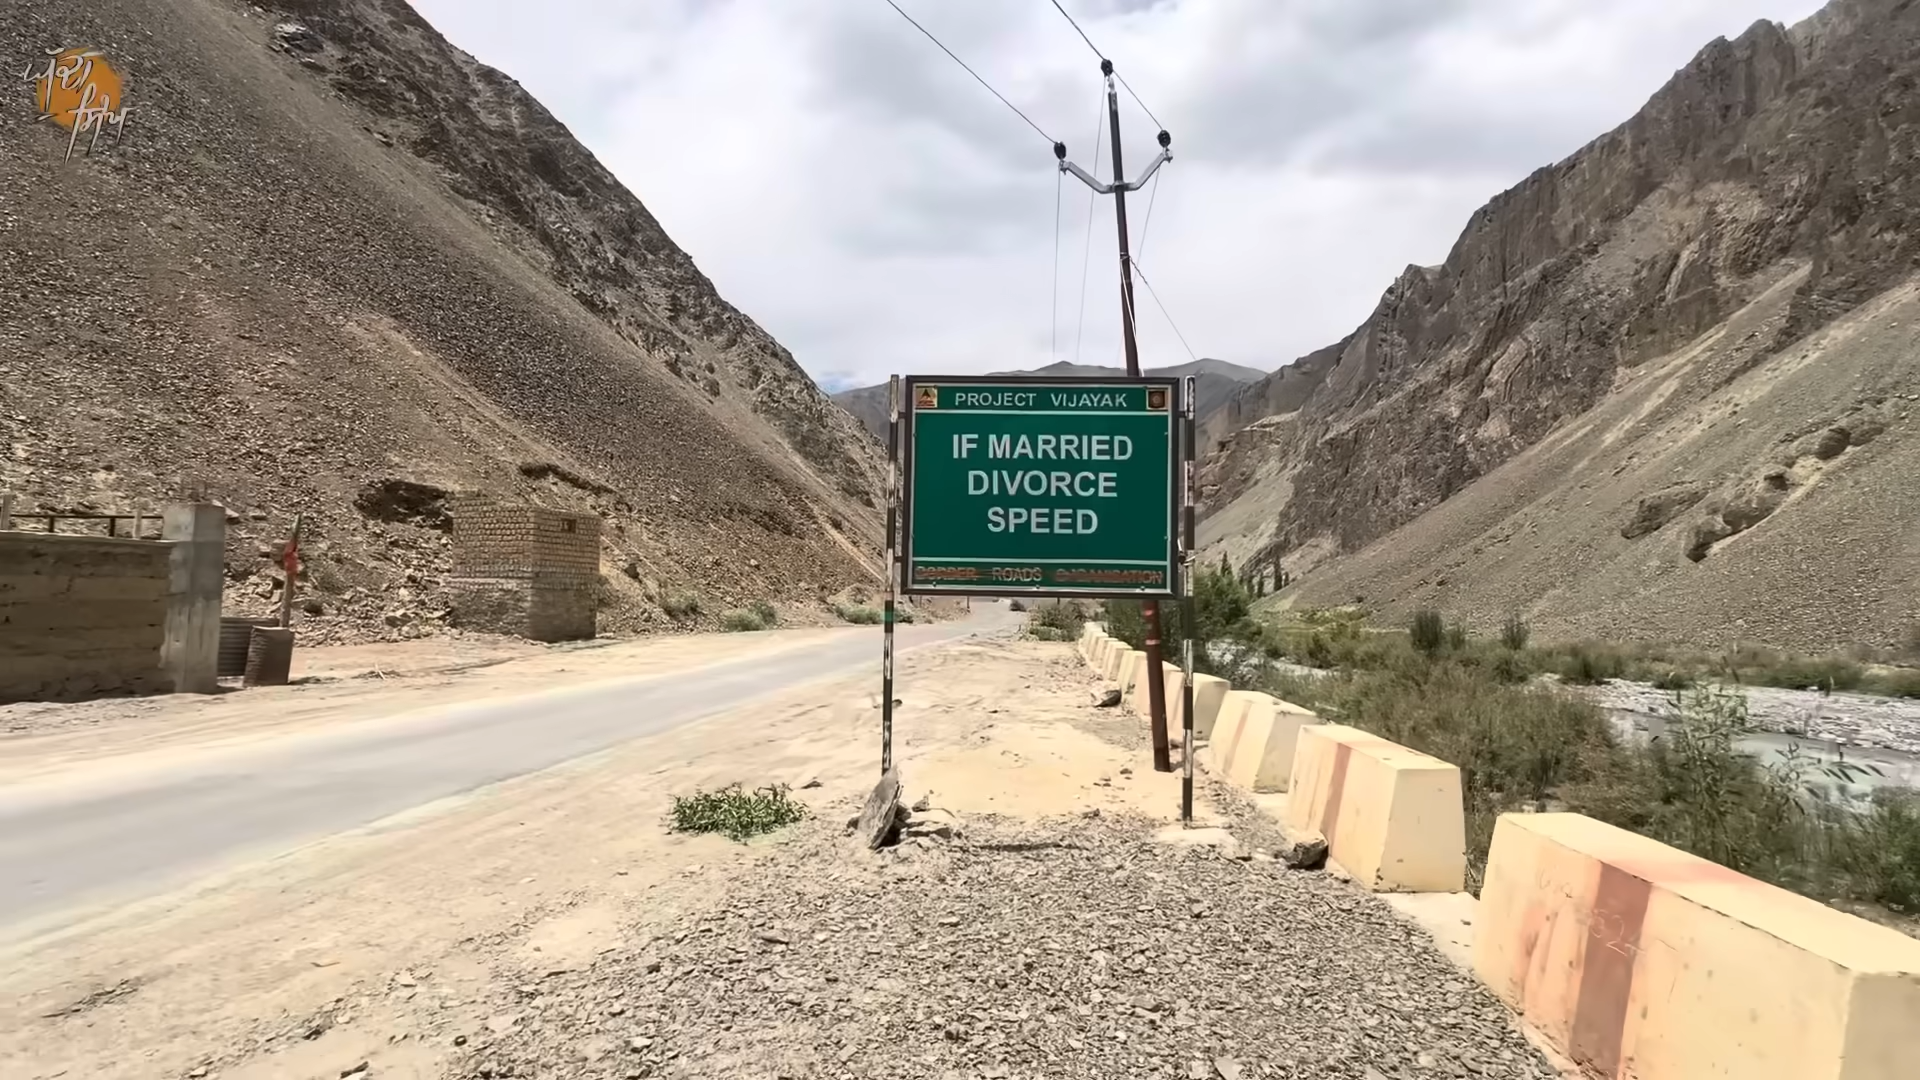 PROJECT VIJAYAK
IF MARRIED
DIVORCE
SPEED
BORDER ROADS ORGANISATION